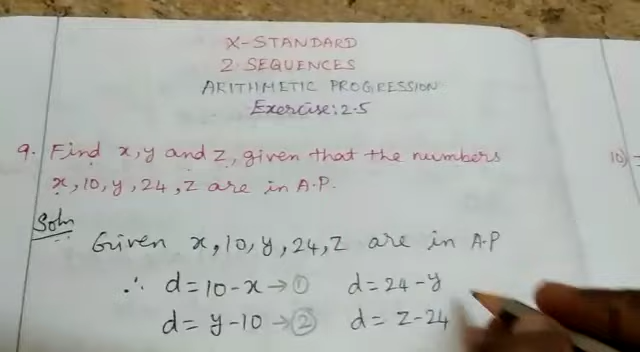 X-STANDARD
2. SEQUENCES
ARITHMETIC PROGRESSION
Exercise: 2.5
9. Find x, y and z, given that the numbers
x, 10, y, 24, z are in A.P.
Soln
Given x, 10, y, 24, z are in A.P
∴ d = 10 - x → ① d = 24 - y
d = y - 10 → ② d = z - 24
10)